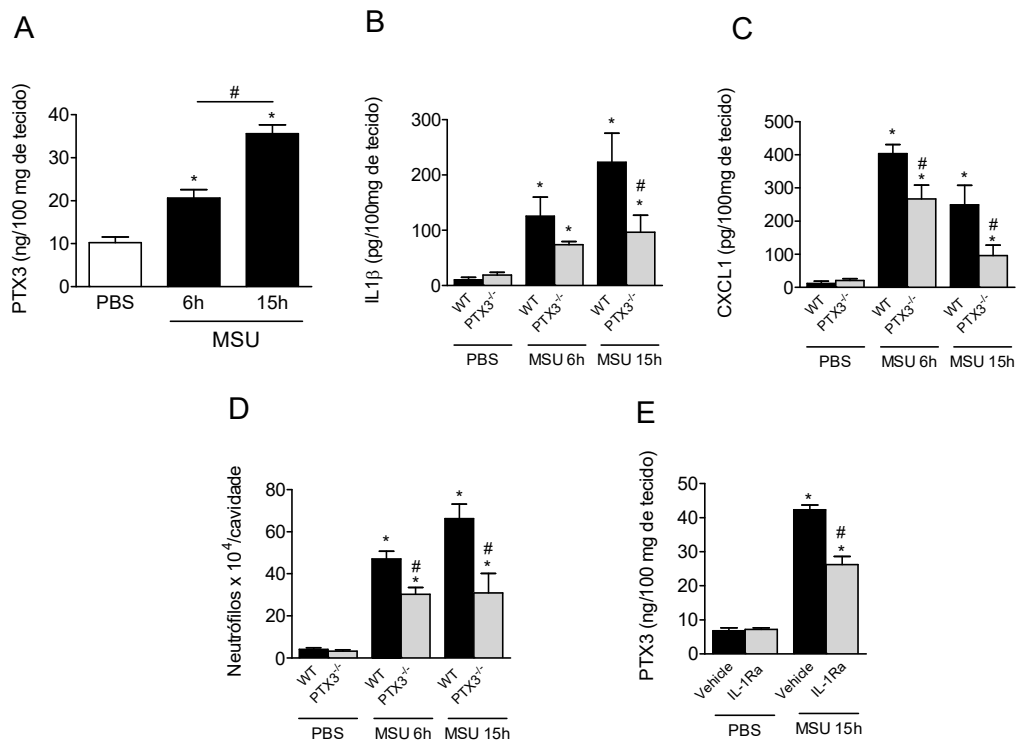 A
PTX3 (ng/100 mg de tecido)
40
30
20
10
0
#
*
*
PBS
6h
15h
MSU
B
IL1β (pg/100mg de tecido)
300
200
100
0
*
*
*
#
*
WT
PTX3-/-
WT
PTX3-/-
WT
PTX3-/-
PBS
MSU 6h
MSU 15h
C
CXCL1 (pg/100mg de tecido)
500
400
300
200
100
0
*
#
*
*
#
*
WT
PTX3-/-
WT
PTX3-/-
WT
PTX3-/-
PBS
MSU 6h
MSU 15h
D
Neutrófilos x 10^4/cavidade
80
60
40
20
0
*
#
*
*
#
*
WT
PTX3-/-
WT
PTX3-/-
WT
PTX3-/-
PBS
MSU 6h
MSU 15h
E
PTX3 (ng/100 mg de tecido)
50
40
30
20
10
0
*
#
*
Vehicle
IL-1Ra
Vehicle
IL-1Ra
PBS
MSU 15h